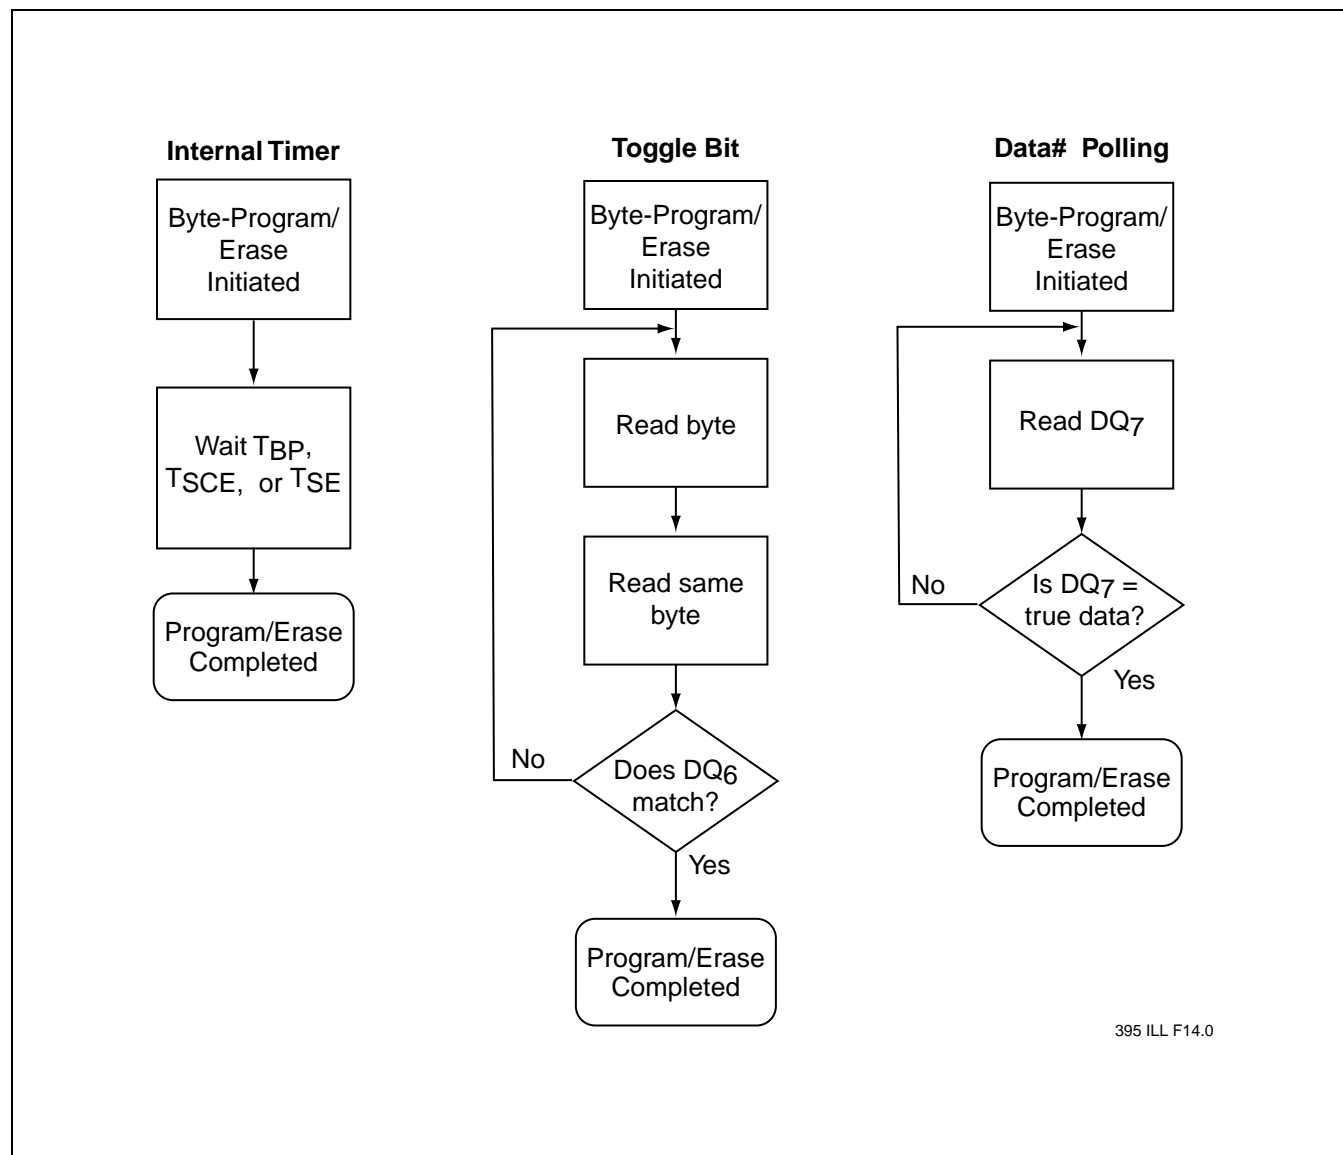 Internal Timer
Byte-Program/
Erase
Initiated
Wait TBP,
TSCE, or TSE
Program/Erase
Completed
Toggle Bit
Byte-Program/
Erase
Initiated
Read byte
Read same
byte
Does DQ6
match?
No
Yes
Program/Erase
Completed
Data# Polling
Byte-Program/
Erase
Initiated
Read DQ7
Is DQ7 =
true data?
No
Yes
Program/Erase
Completed
395 ILL F14.0